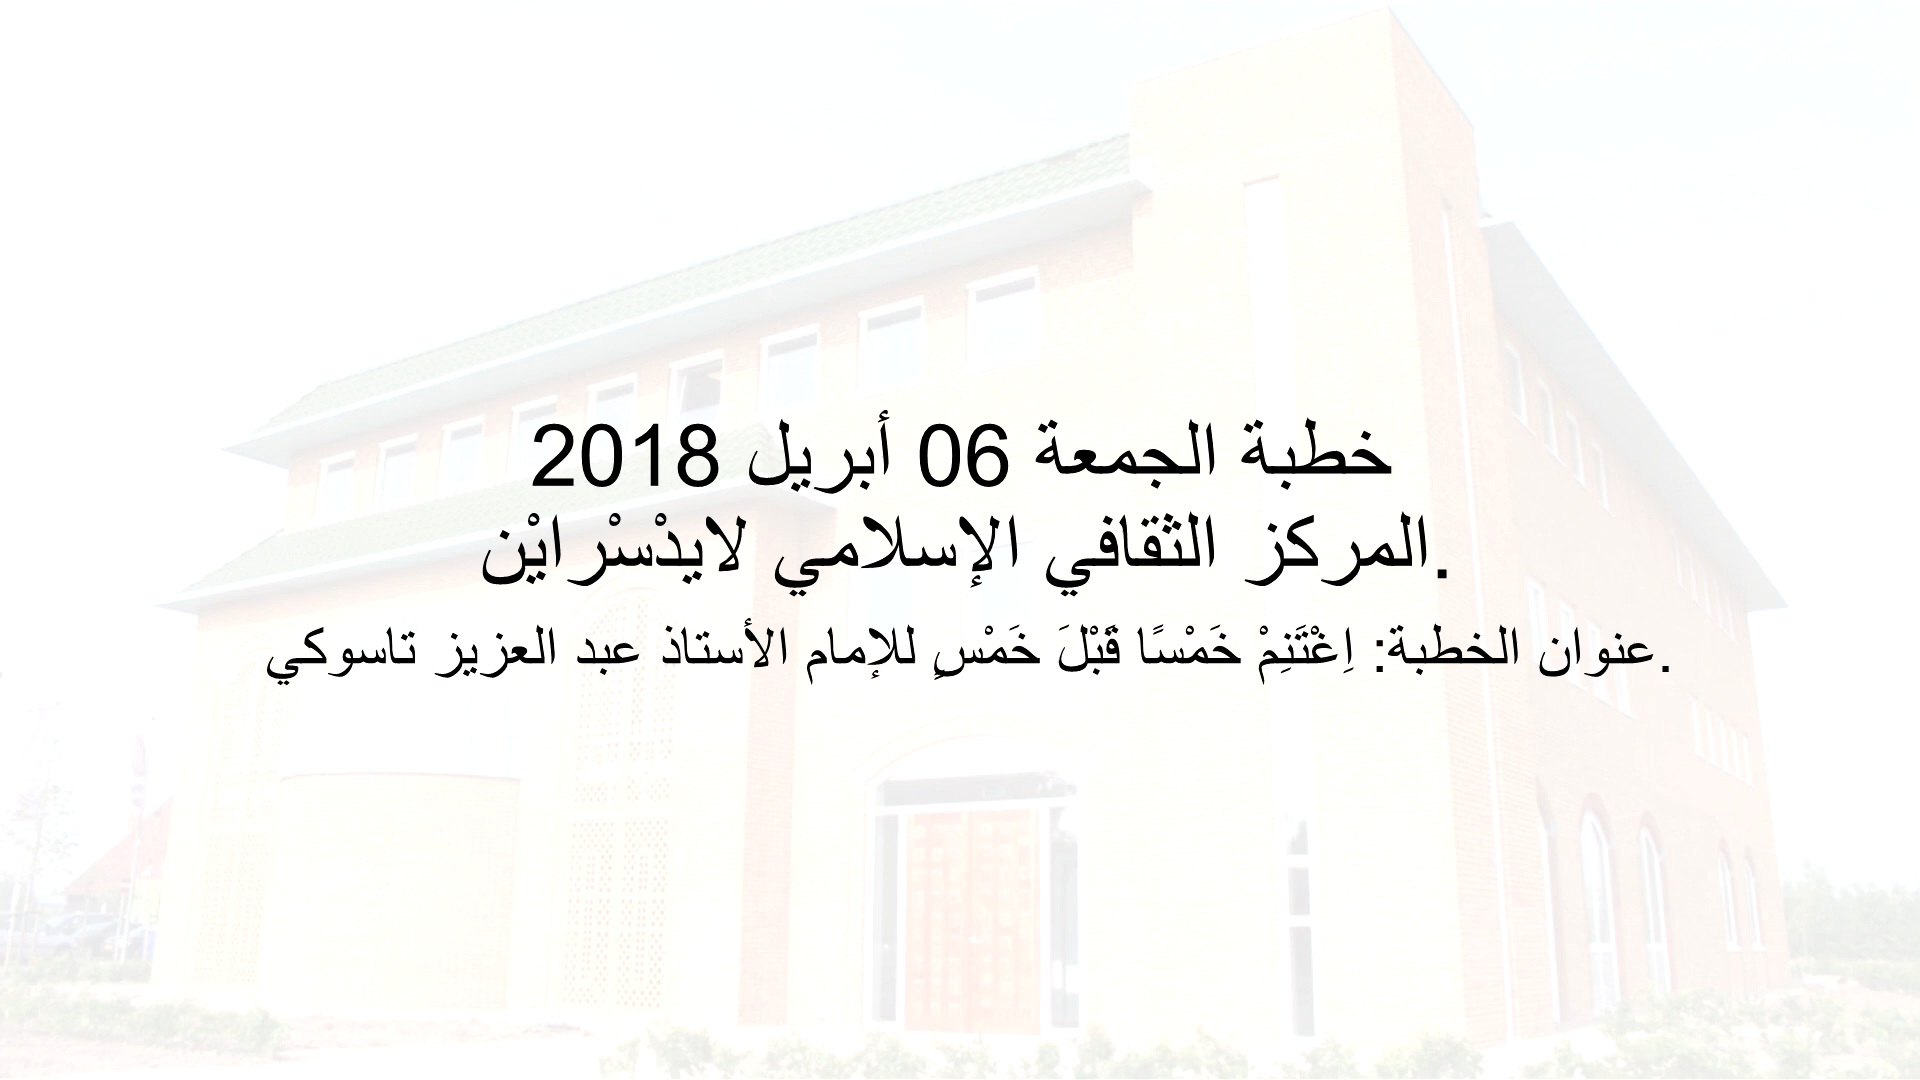 خطبة الجمعة 06 أبريل 2018
المركز الثقافي الإسلامي لايدْسْرايْن.
عنوان الخطبة: اِغْتَنِمْ خَمْسًا قَبْلَ خَمْسٍ للإمام الأستاذ عبد العزيز تاسوكي.